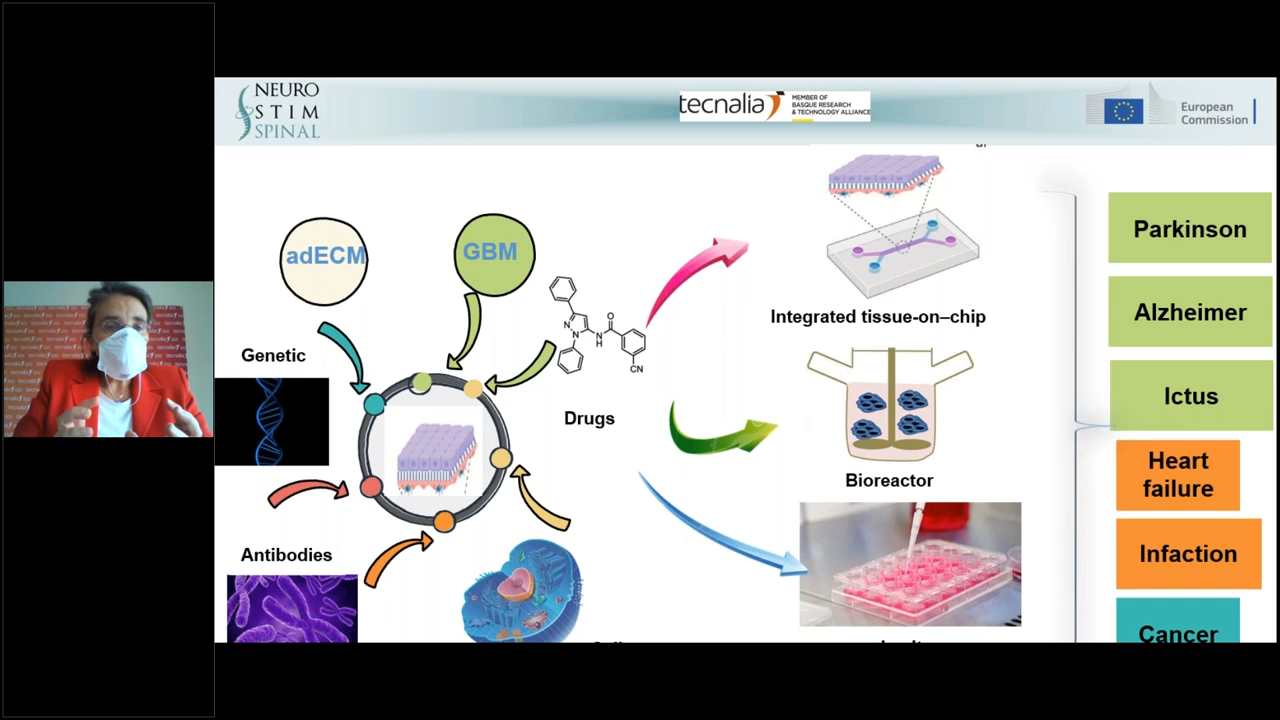 NEURO
STIM
SPINAL
tecnalia
MEMBER OF
BASQUE RESEARCH
& TECHNOLOGY ALLIANCE
European
Commission
adECM
GBM
Genetic
O
N
N
N
H
CN
Drugs
Antibodies
Integrated tissue-on–chip
Bioreactor
Parkinson
Alzheimer
Ictus
Heart
failure
Infaction
Cancer